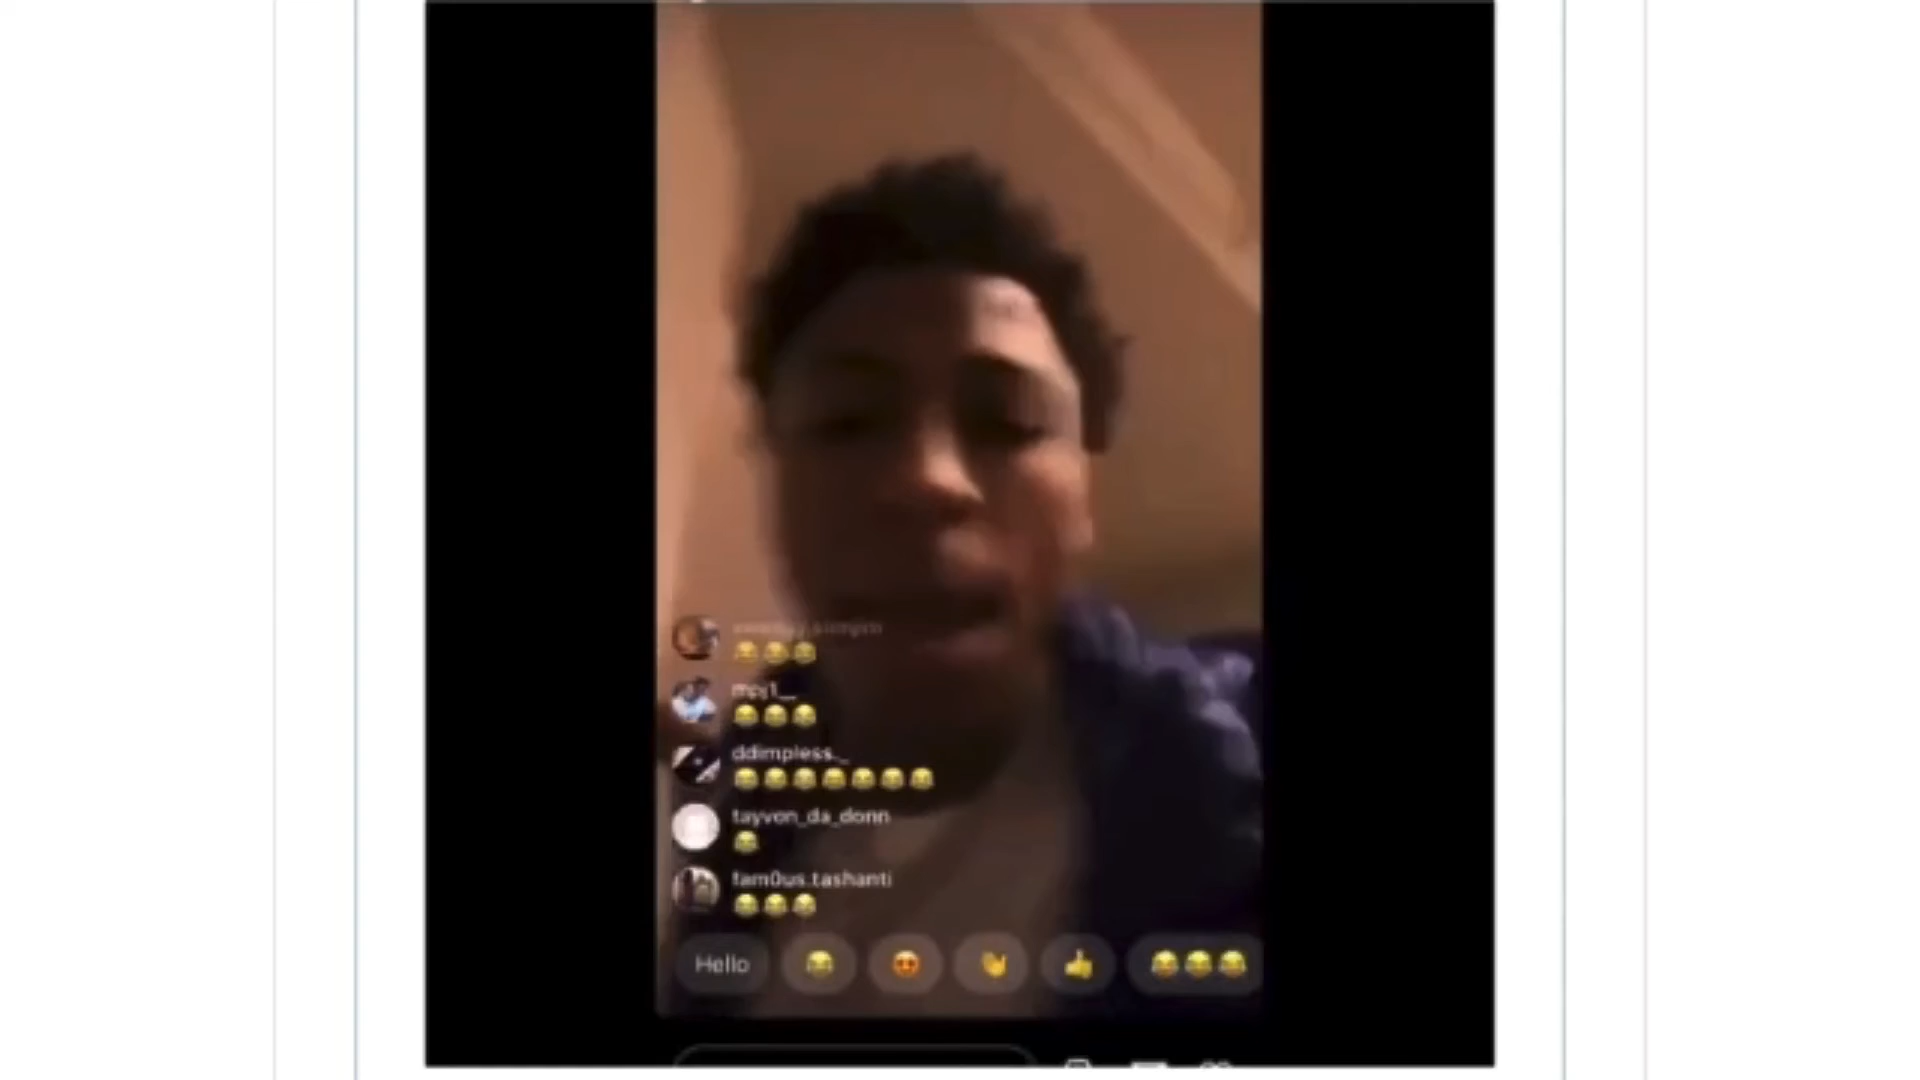 mpj1__
😂😂😂
ddimpless._
😂😂😂😂😂😂😂
tayvon_da_donn
😂
fam0us.tashanti
😂😂😂
Hello 😂 😍 👋 👍 😂😂😂